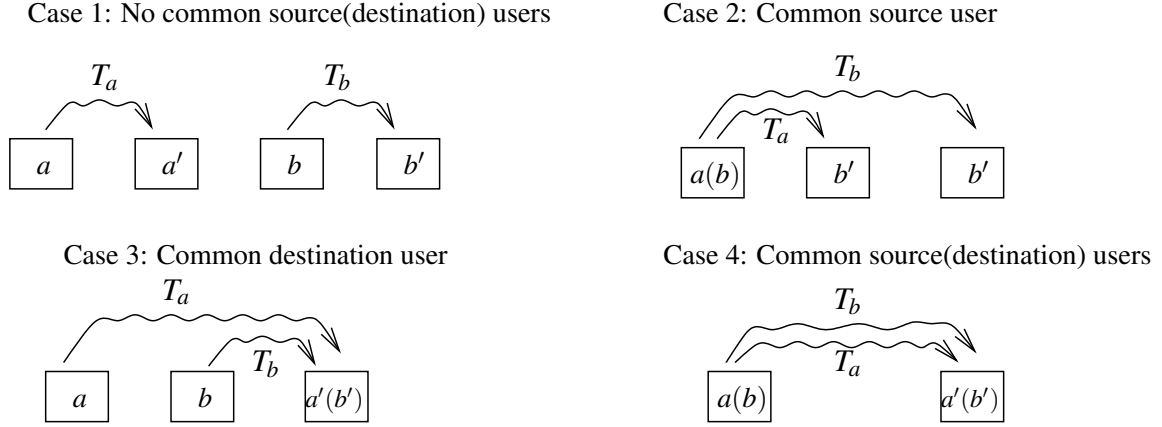 Case 1: No common source(destination) users
T_a T_b
a a′ b b′
Case 2: Common source user
T_b
T_a
a(b) b′ b′
Case 3: Common destination user
T_a
T_b
a b a′(b′)
Case 4: Common source(destination) users
T_b
T_a
a(b) a′(b′)